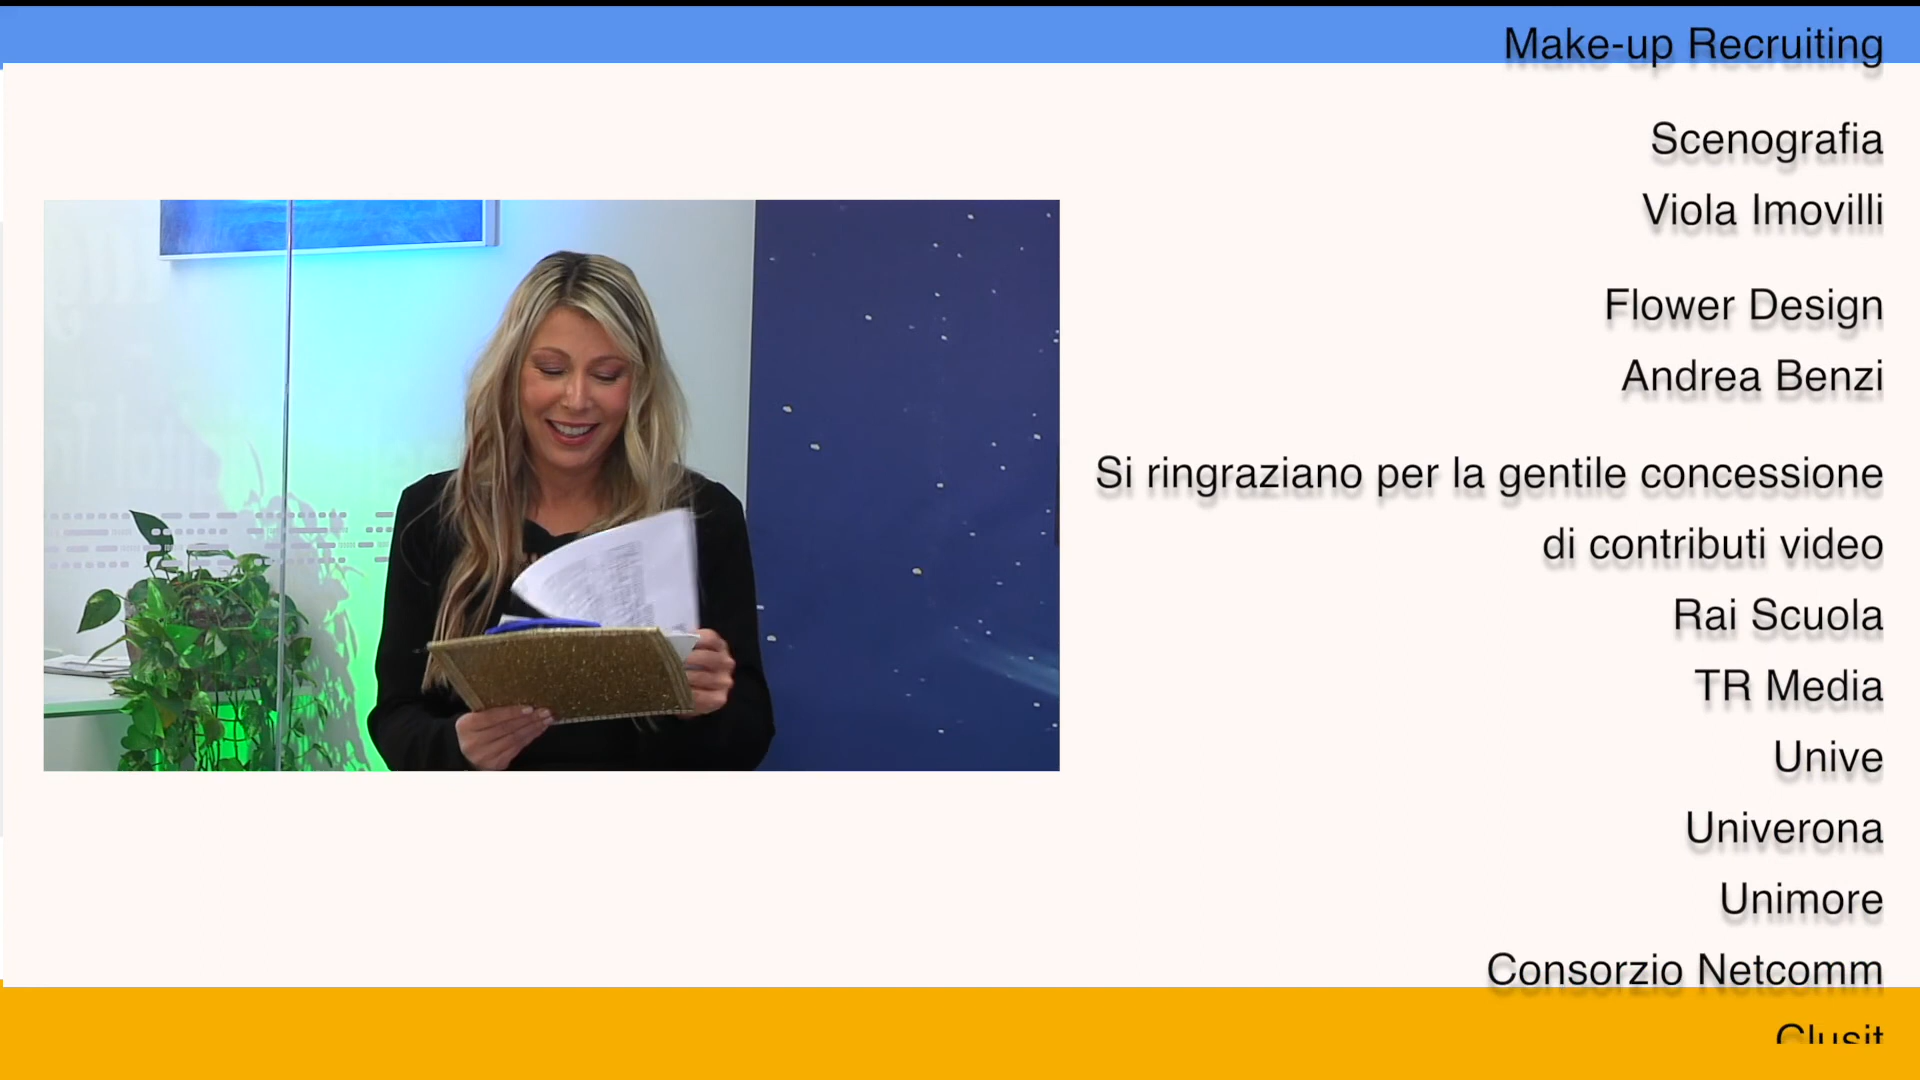 Make-up Recruiting
Scenografia
Viola Imovilli
Flower Design
Andrea Benzi
Si ringraziano per la gentile concessione
di contributi video
Rai Scuola
TR Media
Unive
Univerona
Unimore
Consorzio Netcomm
Clusit